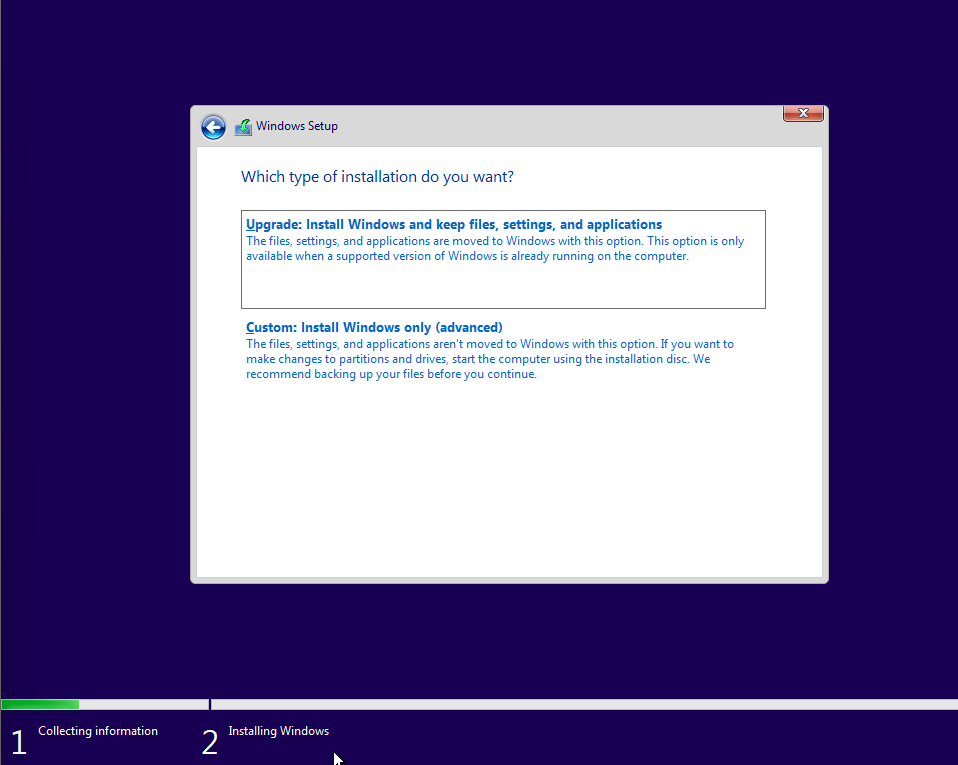 Windows Setup
Which type of installation do you want?
Upgrade: Install Windows and keep files, settings, and applications
The files, settings, and applications are moved to Windows with this option. This option is only
available when a supported version of Windows is already running on the computer.
Custom: Install Windows only (advanced)
The files, settings, and applications aren't moved to Windows with this option. If you want to
make changes to partitions and drives, start the computer using the installation disc. We
recommend backing up your files before you continue.
1 Collecting information 2 Installing Windows